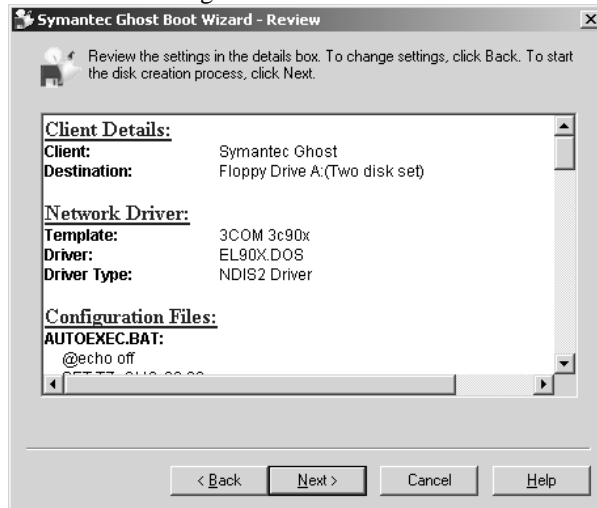 Symantec Ghost Boot Wizard - Review
Review the settings in the details box. To change settings, click Back. To start
the disk creation process, click Next.
Client Details:
Client: Symantec Ghost
Destination: Floppy Drive A:(Two disk set)
Network Driver:
Template: 3COM 3c90x
Driver: EL90X.DOS
Driver Type: NDIS2 Driver
Configuration Files:
AUTOEXEC.BAT:
@echo off
< Back Next > Cancel Help